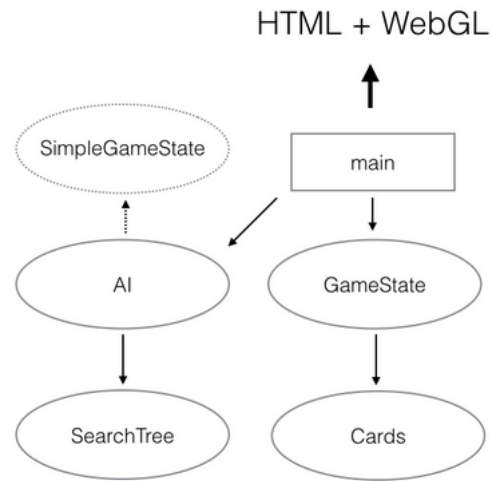 HTML + WebGL
SimpleGameState
main
AI
GameState
SearchTree
Cards